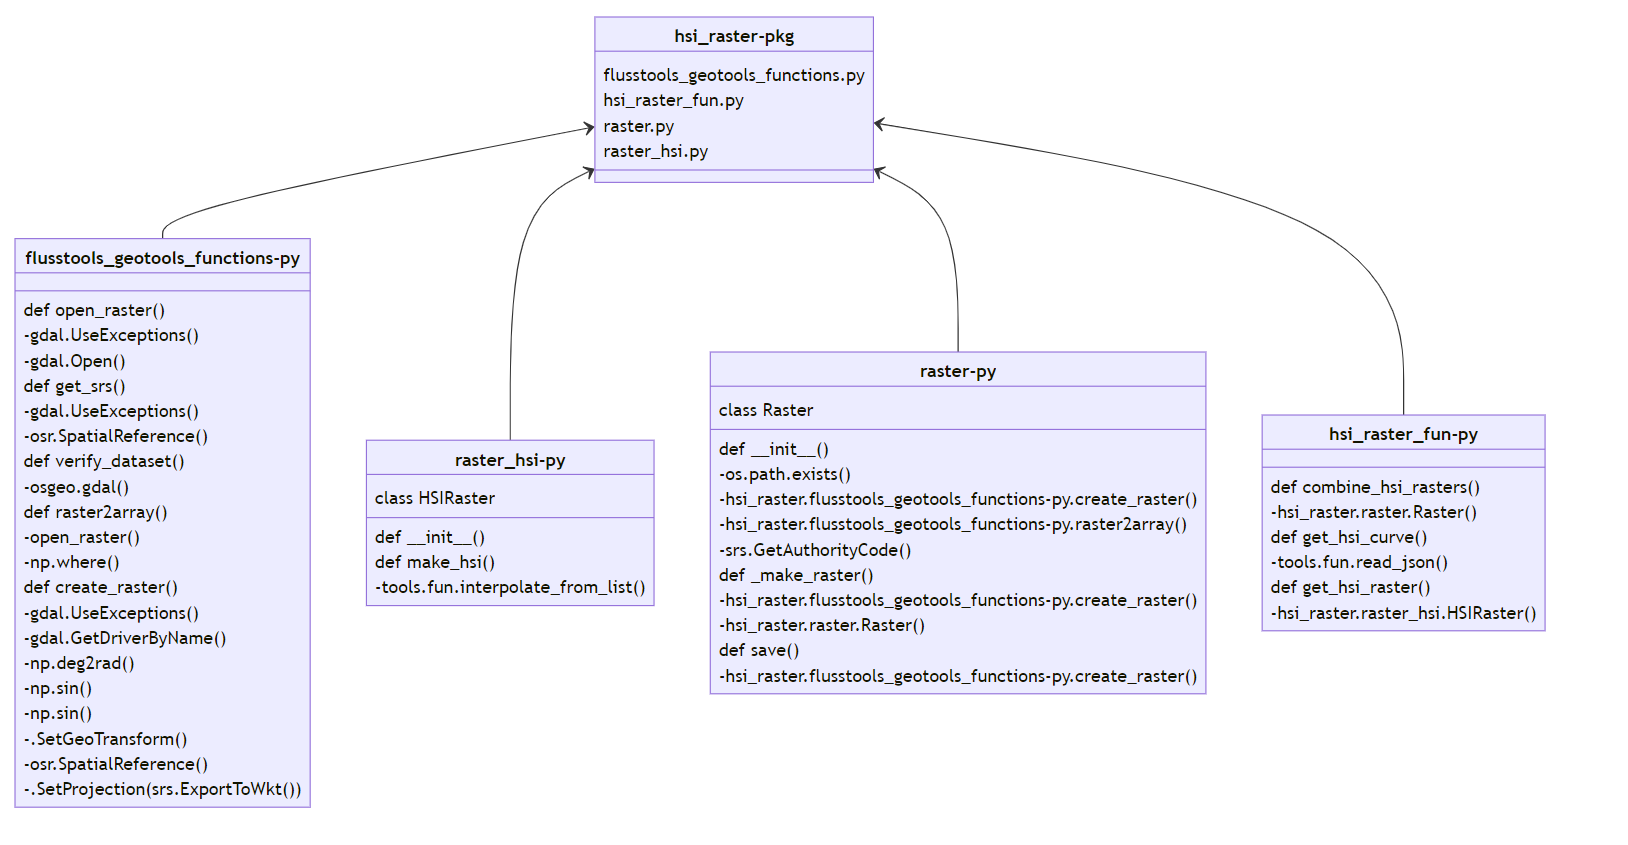 hsi_raster-pkg
flusstools_geotools_functions.py
hsi_raster_fun.py
raster.py
raster_hsi.py
flusstools_geotools_functions-py
def open_raster()
-gdal.UseExceptions()
-gdal.Open()
def get_srs()
-gdal.UseExceptions()
-osr.SpatialReference()
def verify_dataset()
-osgeo.gdal()
def raster2array()
-open_raster()
-np.where()
def create_raster()
-gdal.UseExceptions()
-gdal.GetDriverByName()
-np.deg2rad()
-np.sin()
-np.sin()
-.SetGeoTransform()
-osr.SpatialReference()
-.SetProjection(srs.ExportToWkt())
raster_hsi-py
class HSIRaster
def __init__()
def make_hsi()
-tools.fun.interpolate_from_list()
raster-py
class Raster
def __init__()
-os.path.exists()
-hsi_raster.flusstools_geotools_functions-py.create_raster()
-hsi_raster.flusstools_geotools_functions-py.raster2array()
-srs.GetAuthorityCode()
def _make_raster()
-hsi_raster.flusstools_geotools_functions-py.create_raster()
-hsi_raster.raster.Raster()
def save()
-hsi_raster.flusstools_geotools_functions-py.create_raster()
hsi_raster_fun-py
def combine_hsi_rasters()
-hsi_raster.raster.Raster()
def get_hsi_curve()
-tools.fun.read_json()
def get_hsi_raster()
-hsi_raster.raster_hsi.HSIRaster()